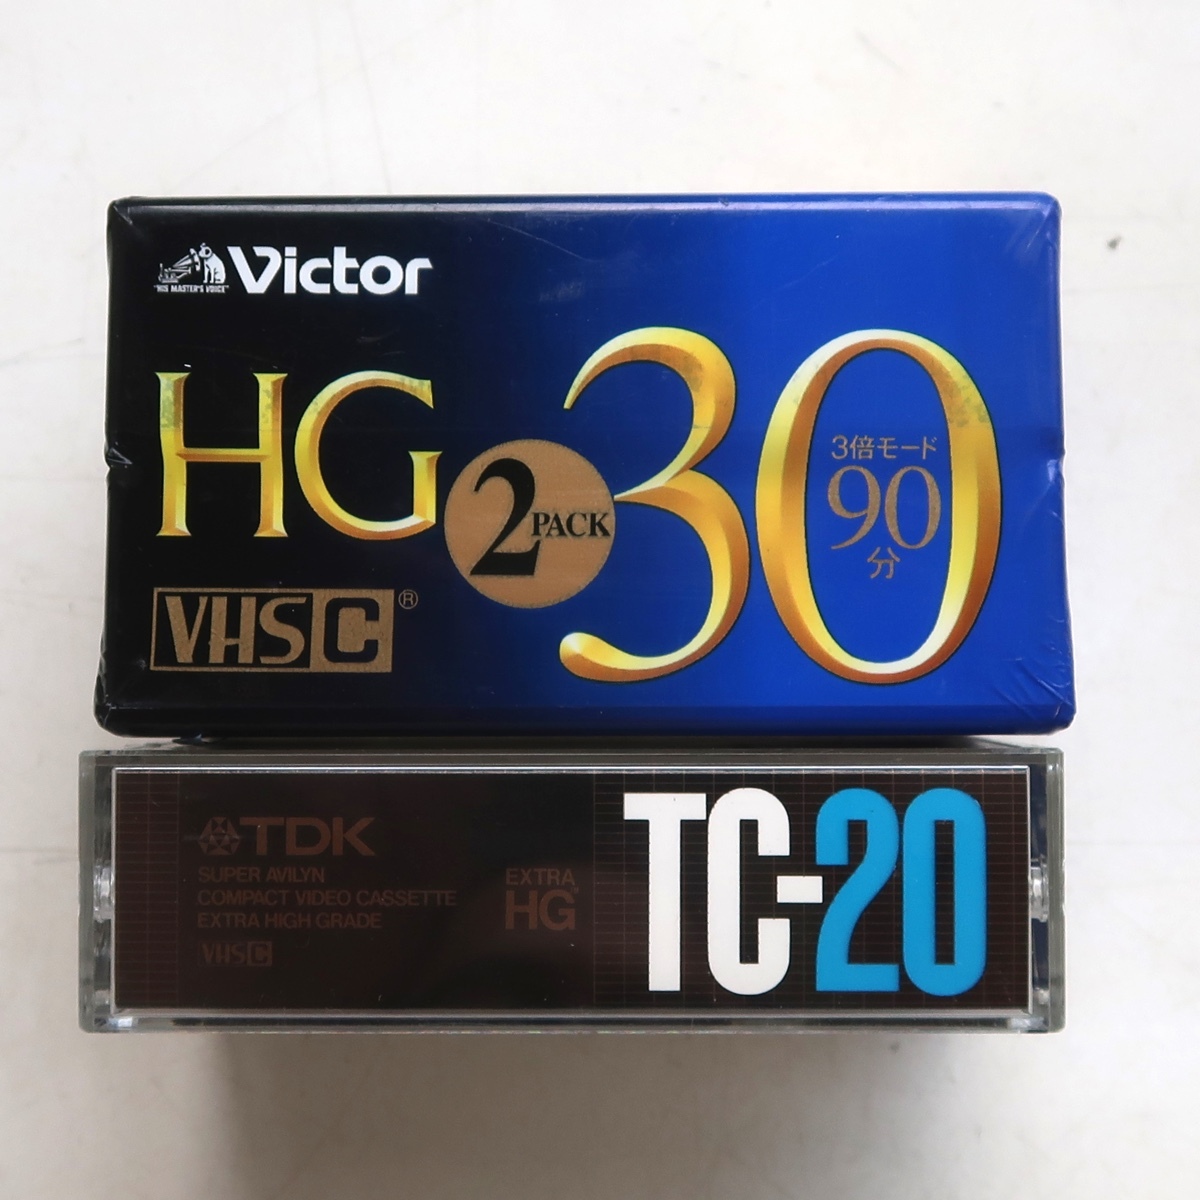 "HIS MASTER'S VOICE"
Victor
HG 2 PACK 30
3倍モード
90
分
VHS C ®
TDK
SUPER AVILYN
COMPACT VIDEO CASSETTE
EXTRA HIGH GRADE
VHS C
EXTRA
HG
TC-20